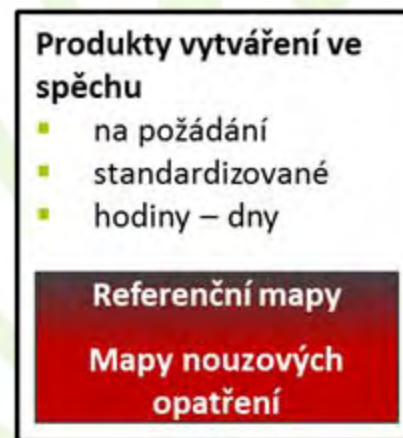 Produkty vytváření ve
spěchu
▪ na požádání
▪ standardizované
▪ hodiny – dny
Referenční mapy
Mapy nouzových
opatření